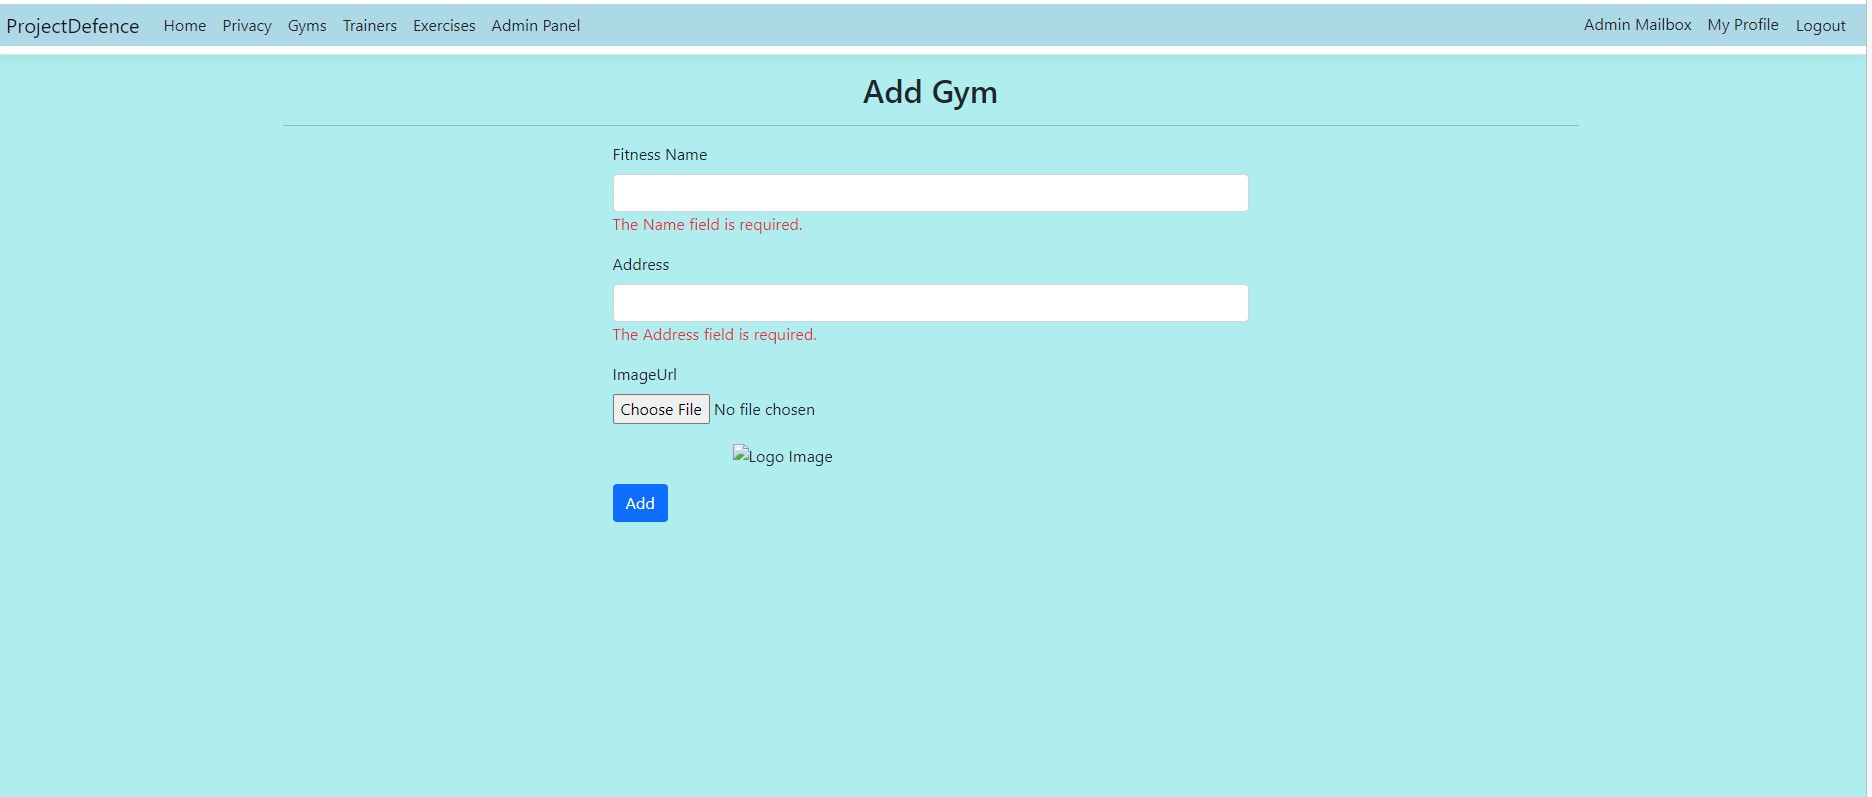 ProjectDefence Home Privacy Gyms Trainers Exercises Admin Panel Admin Mailbox My Profile Logout
Add Gym
Fitness Name
The Name field is required.
Address
The Address field is required.
ImageUrl
Choose File No file chosen
Logo Image
Add